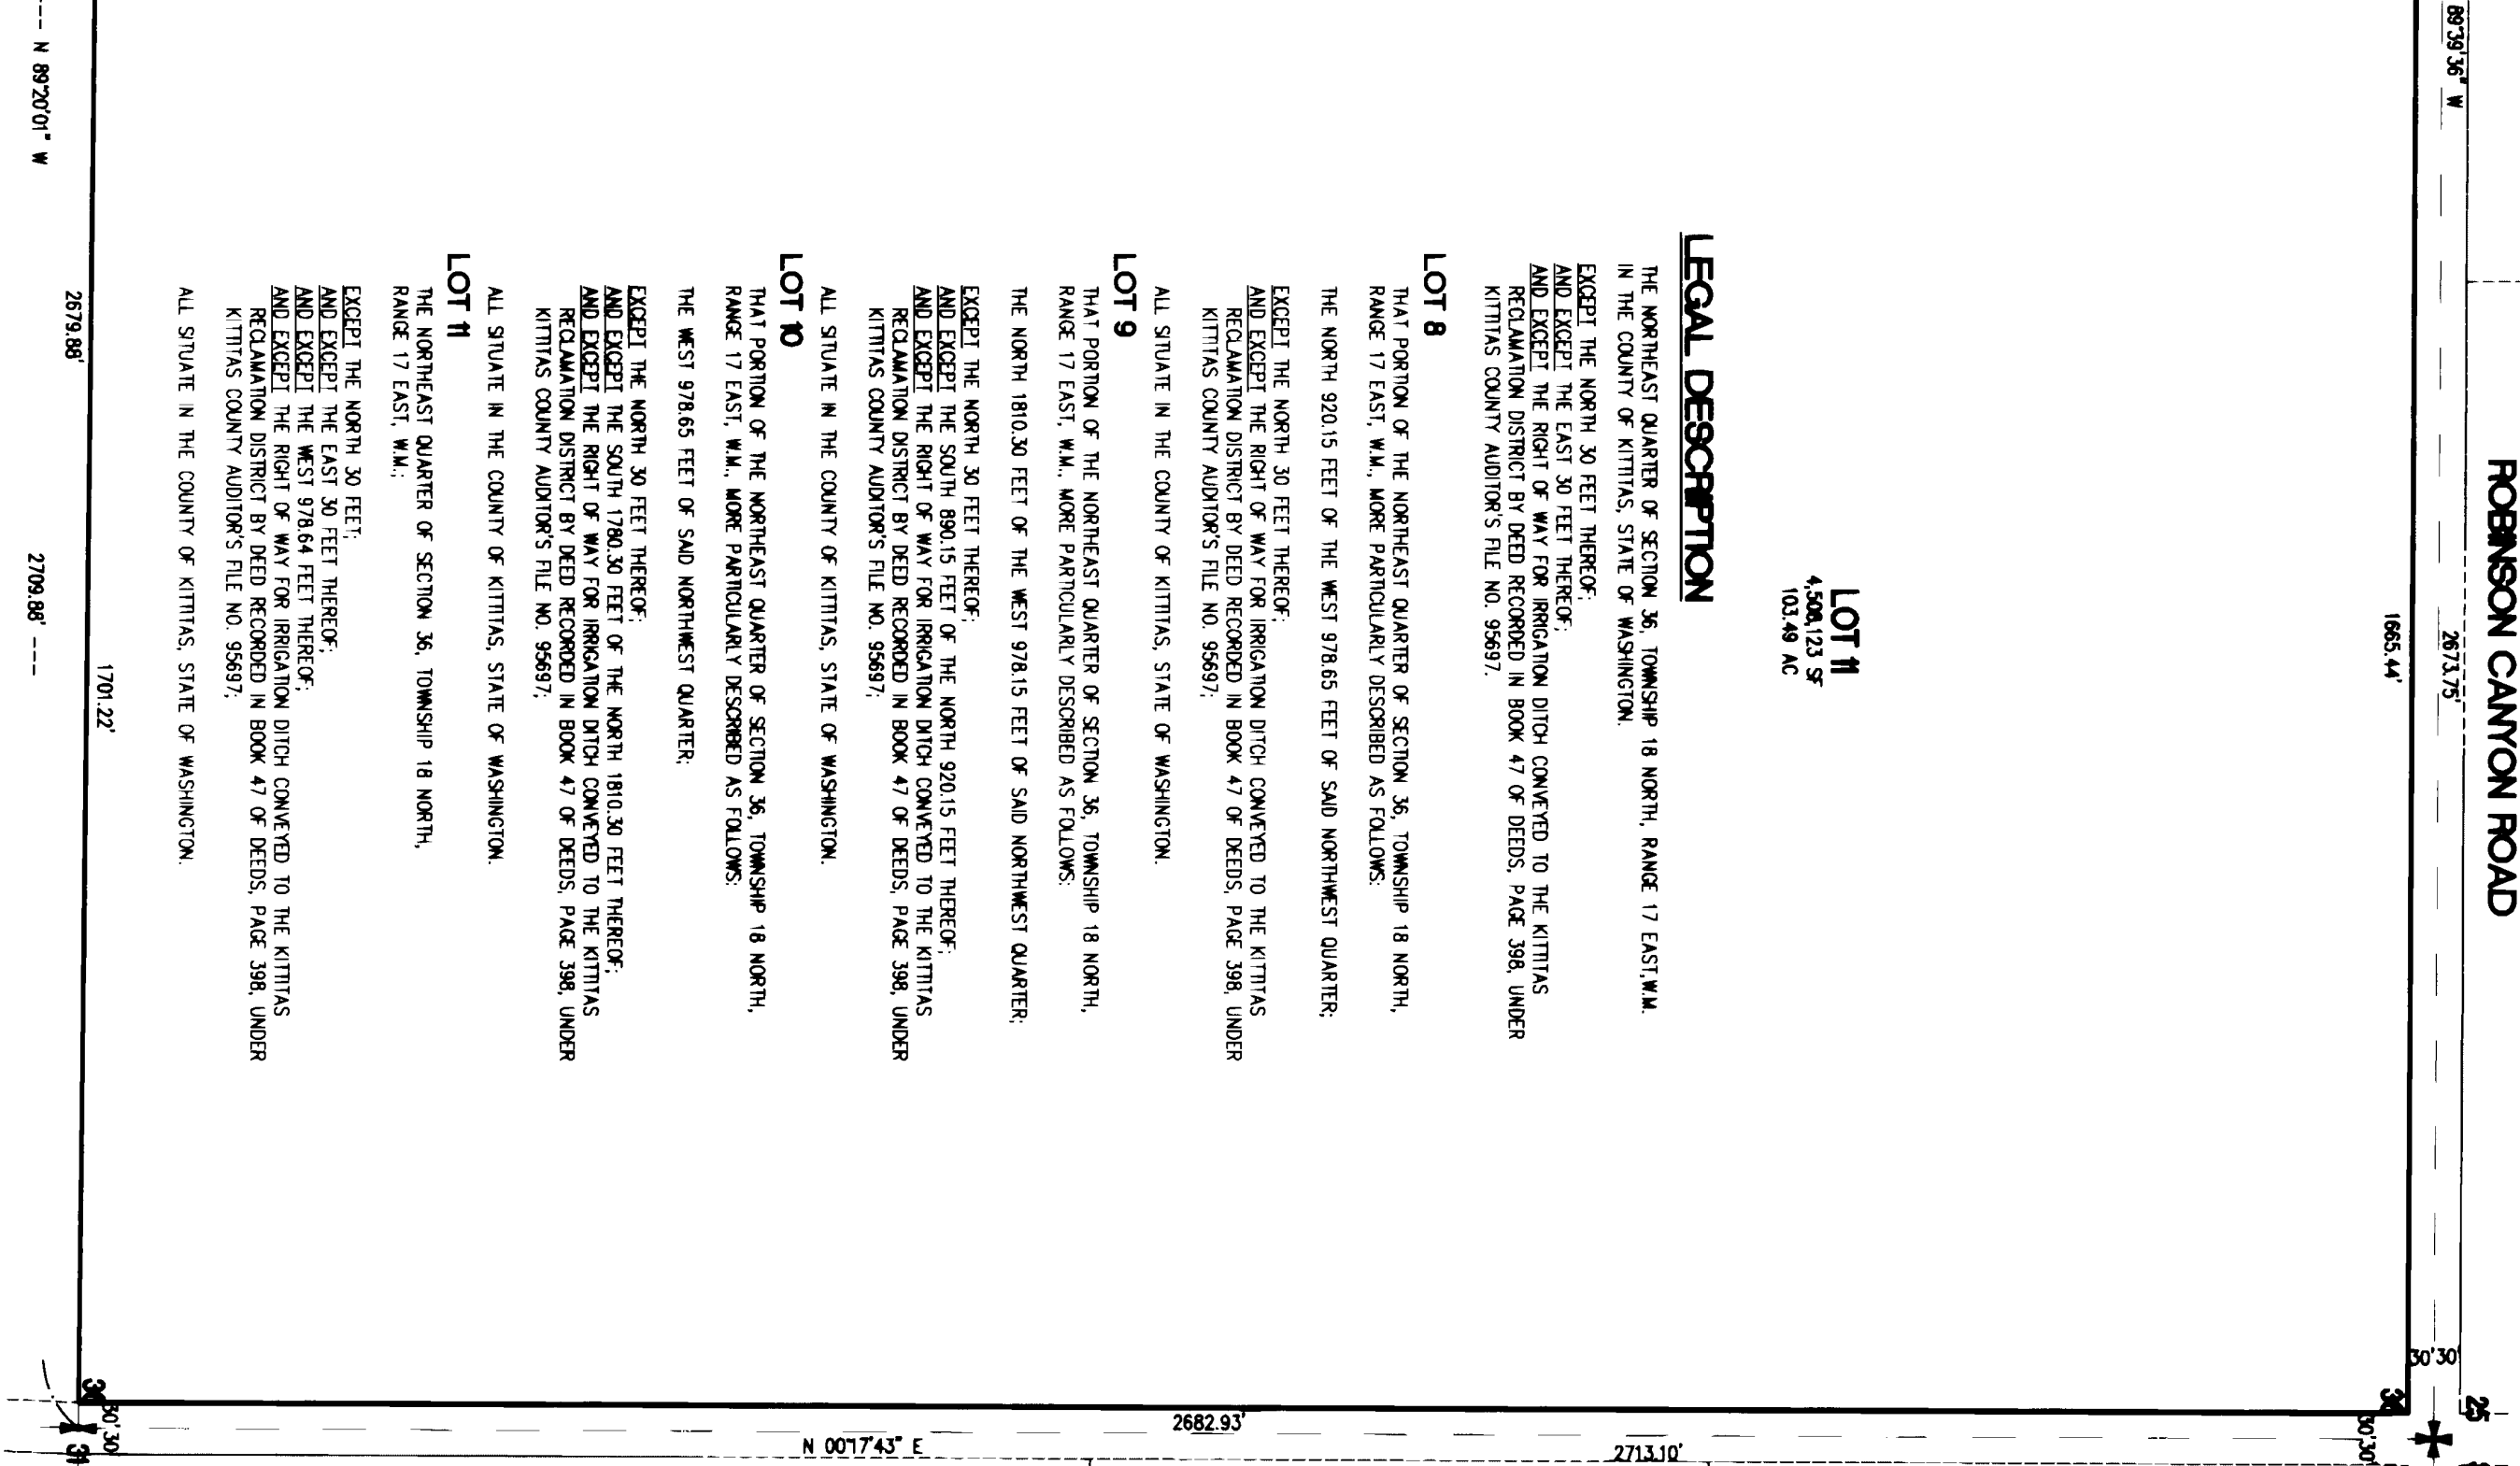 ROBINSON CANYON ROAD
89°39'36" W
2673.75'
1665.44'
30'30'
25
LOT 11
4,508,123 SF
103.49 AC
LEGAL DESCRIPTION
THE NORTHEAST QUARTER OF SECTION 36, TOWNSHIP 18 NORTH, RANGE 17 EAST,W.M.
IN THE COUNTY OF KITTITAS, STATE OF WASHINGTON.
EXCEPT THE NORTH 30 FEET THEREOF;
AND EXCEPT THE EAST 30 FEET THEREOF;
AND EXCEPT THE RIGHT OF WAY FOR IRRIGATION DITCH CONVEYED TO THE KITTITAS
RECLAMATION DISTRICT BY DEED RECORDED IN BOOK 47 OF DEEDS, PAGE 398, UNDER
KITTITAS COUNTY AUDITOR'S FILE NO. 95697.
LOT 8
THAT PORTION OF THE NORTHEAST QUARTER OF SECTION 36, TOWNSHIP 18 NORTH,
RANGE 17 EAST, W.M., MORE PARTICULARLY DESCRIBED AS FOLLOWS:
THE NORTH 920.15 FEET OF THE WEST 978.65 FEET OF SAID NORTHWEST QUARTER;
EXCEPT THE NORTH 30 FEET THEREOF;
AND EXCEPT THE RIGHT OF WAY FOR IRRIGATION DITCH CONVEYED TO THE KITTITAS
RECLAMATION DISTRICT BY DEED RECORDED IN BOOK 47 OF DEEDS, PAGE 398, UNDER
KITTITAS COUNTY AUDITOR'S FILE NO. 95697;
ALL SITUATE IN THE COUNTY OF KITTITAS, STATE OF WASHINGTON.
LOT 9
THAT PORTION OF THE NORTHEAST QUARTER OF SECTION 36, TOWNSHIP 18 NORTH,
RANGE 17 EAST, W.M., MORE PARTICULARLY DESCRIBED AS FOLLOWS:
THE NORTH 1810.30 FEET OF THE WEST 978.15 FEET OF SAID NORTHWEST QUARTER;
EXCEPT THE NORTH 30 FEET THEREOF;
AND EXCEPT THE SOUTH 890.15 FEET OF THE NORTH 920.15 FEET THEREOF;
AND EXCEPT THE RIGHT OF WAY FOR IRRIGATION DITCH CONVEYED TO THE KITTITAS
RECLAMATION DISTRICT BY DEED RECORDED IN BOOK 47 OF DEEDS, PAGE 398, UNDER
KITTITAS COUNTY AUDITOR'S FILE NO. 95697;
ALL SITUATE IN THE COUNTY OF KITTITAS, STATE OF WASHINGTON.
LOT 10
THAT PORTION OF THE NORTHEAST QUARTER OF SECTION 36, TOWNSHIP 18 NORTH,
RANGE 17 EAST, W.M., MORE PARTICULARLY DESCRIBED AS FOLLOWS:
THE WEST 978.65 FEET OF SAID NORTHWEST QUARTER;
EXCEPT THE NORTH 30 FEET THEREOF;
AND EXCEPT THE SOUTH 1780.30 FEET OF THE NORTH 1810.30 FEET THEREOF;
AND EXCEPT THE RIGHT OF WAY FOR IRRIGATION DITCH CONVEYED TO THE KITTITAS
RECLAMATION DISTRICT BY DEED RECORDED IN BOOK 47 OF DEEDS, PAGE 398, UNDER
KITTITAS COUNTY AUDITOR'S FILE NO. 95697;
ALL SITUATE IN THE COUNTY OF KITTITAS, STATE OF WASHINGTON.
LOT 11
THE NORTHEAST QUARTER OF SECTION 36, TOWNSHIP 18 NORTH,
RANGE 17 EAST, W.M.;
EXCEPT THE NORTH 30 FEET;
AND EXCEPT THE EAST 30 FEET THEREOF;
AND EXCEPT THE WEST 978.64 FEET THEREOF;
AND EXCEPT THE RIGHT OF WAY FOR IRRIGATION DITCH CONVEYED TO THE KITTITAS
RECLAMATION DISTRICT BY DEED RECORDED IN BOOK 47 OF DEEDS, PAGE 398, UNDER
KITTITAS COUNTY AUDITOR'S FILE NO. 95697;
ALL SITUATE IN THE COUNTY OF KITTITAS, STATE OF WASHINGTON.
1701.22'
2679.88'
2709.88' ---
--- N 89°20'01" W
30'30'
31
2682.93'
N 00°17'43" E
2713.10'
30'30'